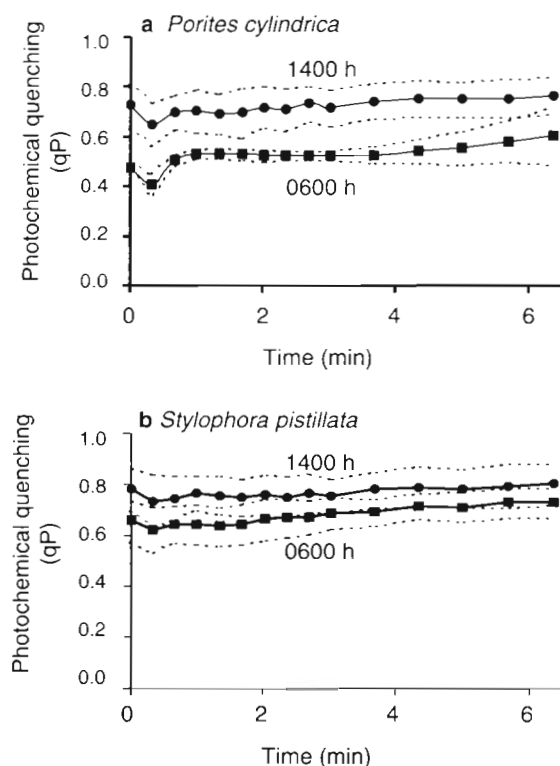 a Porites cylindrica
1.0
0.8
0.6
0.4
0.2
0.0
Photochemical quenching
(qP)
1400 h
0600 h
0 2 4 6
Time (min)
b Stylophora pistillata
1.0
0.8
0.6
0.4
0.2
0.0
Photochemical quenching
(qP)
1400 h
0600 h
0 2 4 6
Time (min)